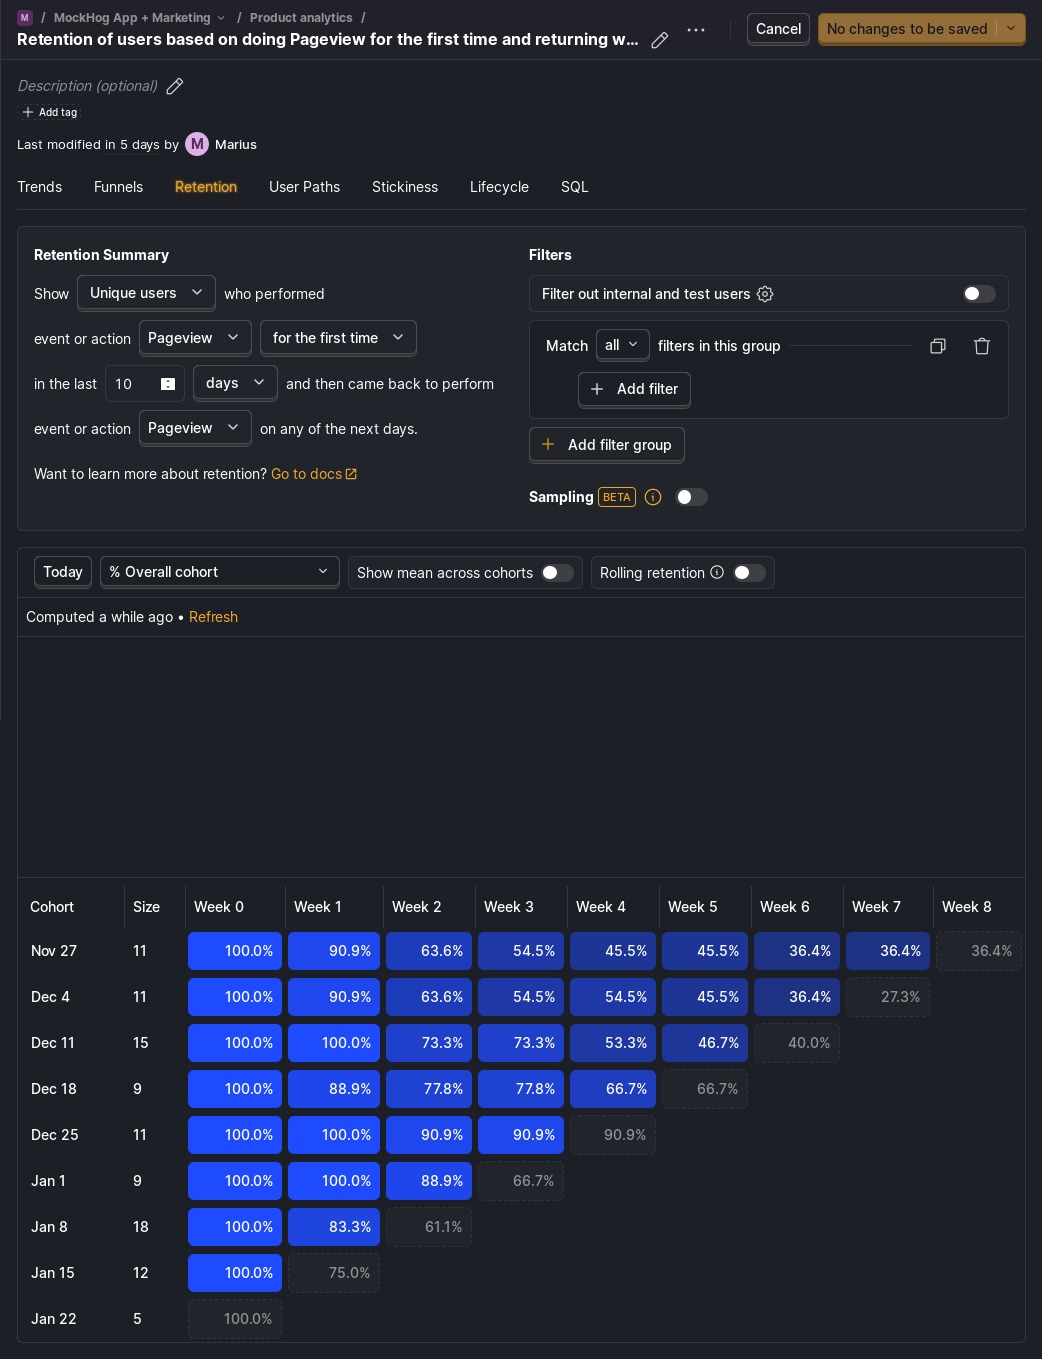 M / MockHog App + Marketing / Product analytics /
Retention of users based on doing Pageview for the first time and returning w...
Cancel
No changes to be saved
Description (optional)
Add tag
Last modified in 5 days by M Marius
Trends Funnels Retention User Paths Stickiness Lifecycle SQL
Retention Summary
Show Unique users who performed
event or action Pageview for the first time
in the last 10 days and then came back to perform
event or action Pageview on any of the next days.
Want to learn more about retention? Go to docs
Filters
Filter out internal and test users
Match all filters in this group
Add filter
Add filter group
Sampling BETA
Today % Overall cohort Show mean across cohorts Rolling retention
Computed a while ago • Refresh
Cohort Size Week 0 Week 1 Week 2 Week 3 Week 4 Week 5 Week 6 Week 7 Week 8
Nov 27 11 100.0% 90.9% 63.6% 54.5% 45.5% 45.5% 36.4% 36.4% 36.4%
Dec 4 11 100.0% 90.9% 63.6% 54.5% 54.5% 45.5% 36.4% 27.3%
Dec 11 15 100.0% 100.0% 73.3% 73.3% 53.3% 46.7% 40.0%
Dec 18 9 100.0% 88.9% 77.8% 77.8% 66.7% 66.7%
Dec 25 11 100.0% 100.0% 90.9% 90.9% 90.9%
Jan 1 9 100.0% 100.0% 88.9% 66.7%
Jan 8 18 100.0% 83.3% 61.1%
Jan 15 12 100.0% 75.0%
Jan 22 5 100.0%